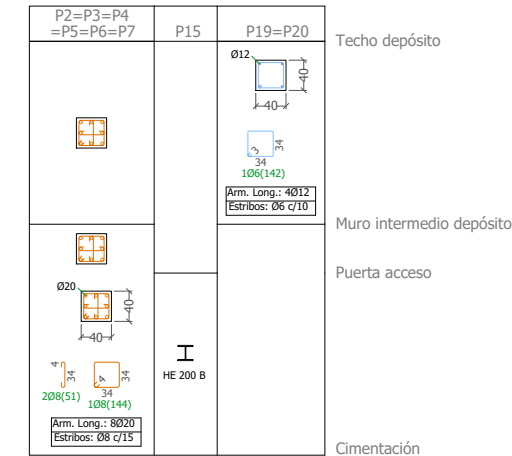 P2=P3=P4
=P5=P6=P7
P15
P19=P20
Techo depósito
Ø12
40
40
3
34
34
1Ø6(142)
Arm. Long.: 4Ø12
Estribos: Ø6 c/10
Muro intermedio depósito
Puerta acceso
Ø20
40
40
4
34
2Ø8(51)
4
34
34
1Ø8(144)
HE 200 B
Arm. Long.: 8Ø20
Estribos: Ø8 c/15
Cimentación